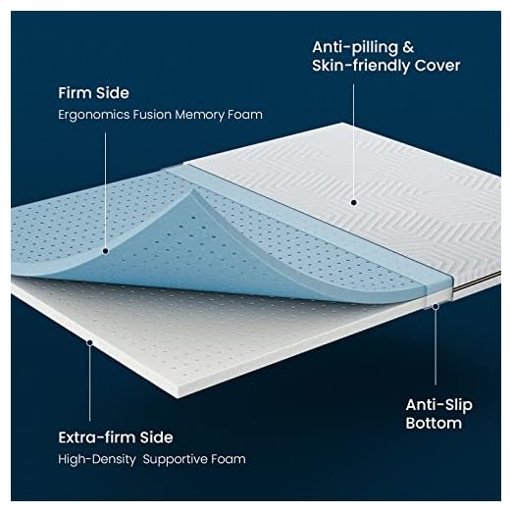 Anti-pilling &
Skin-friendly Cover
Firm Side
Ergonomics Fusion Memory Foam
Anti-Slip
Bottom
Extra-firm Side
High-Density Supportive Foam